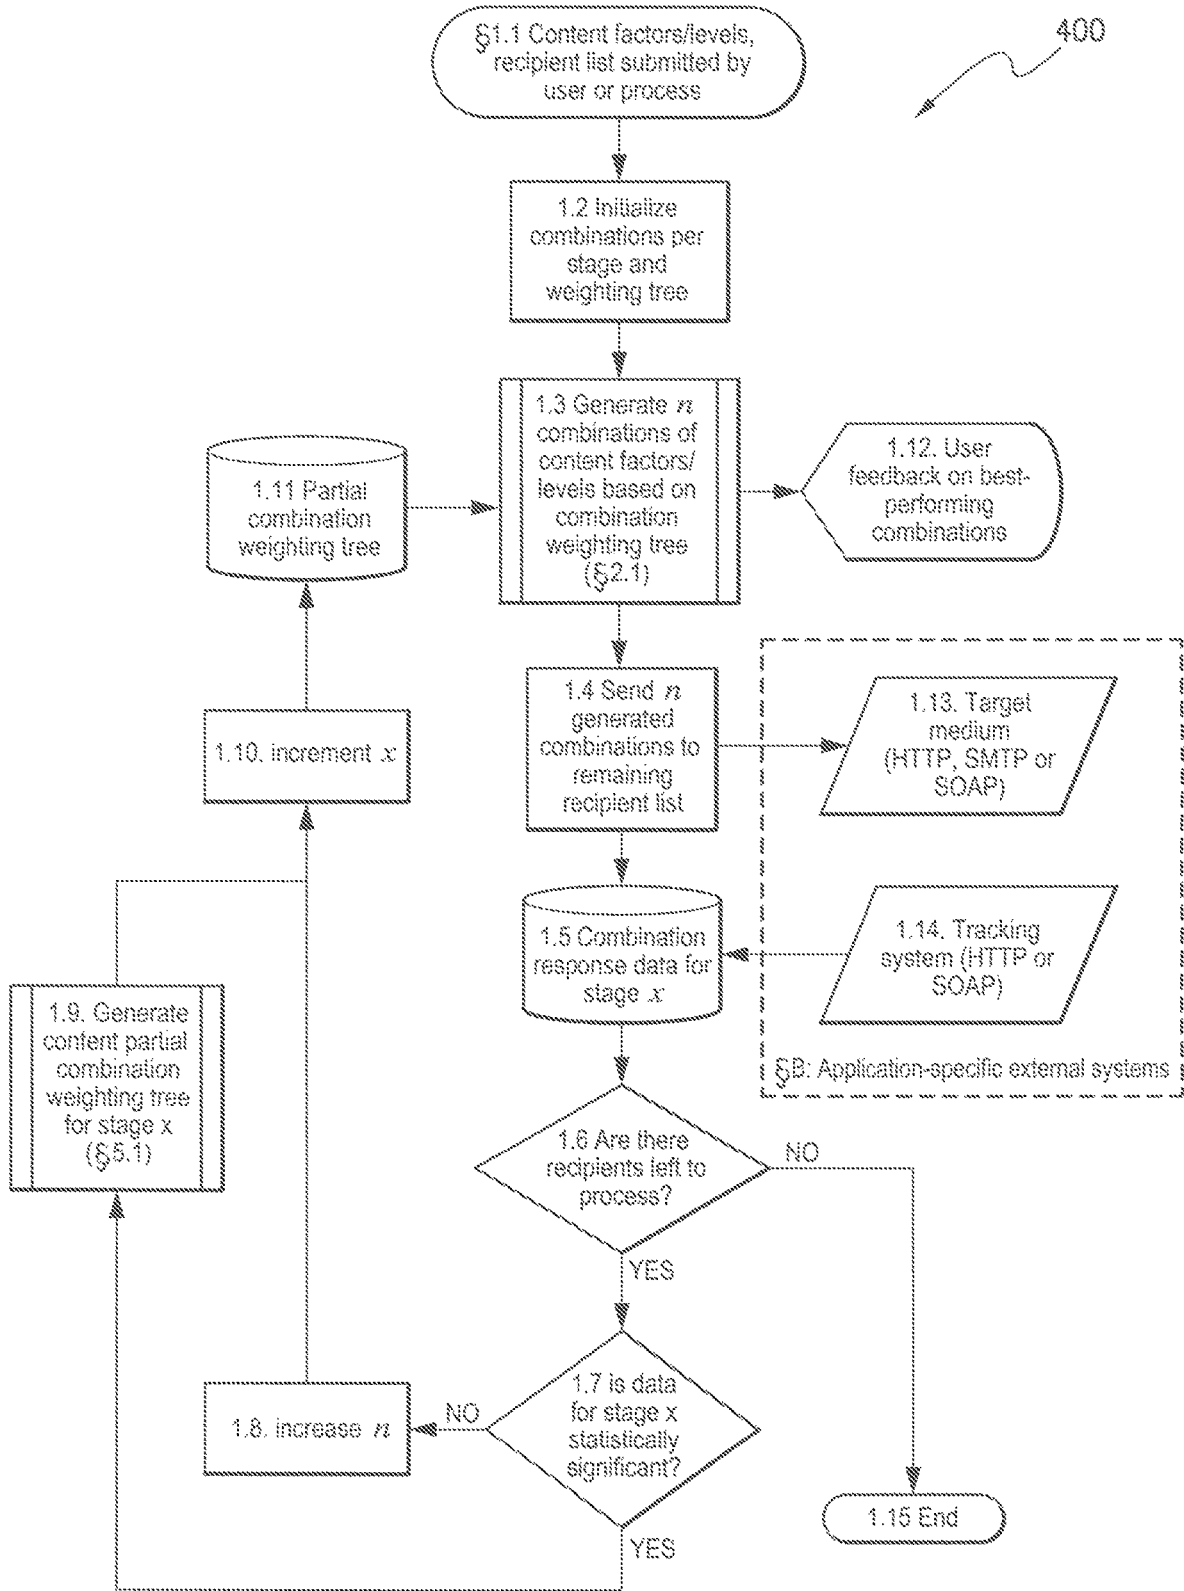 400
§1.1 Content factors/levels,
recipient list submitted by
user or process
1.2 Initialize
combinations per
stage and
weighting tree
1.3 Generate n
combinations of
content factors/
levels based on
combination
weighting tree
(§2.1)
1.11 Partial
combination
weighting tree
1.12. User
feedback on best-
performing
combinations
1.4 Send n
generated
combinations to
remaining
recipient list
1.13. Target
medium
(HTTP, SMTP or
SOAP)
1.10. increment x
1.5 Combination
response data for
stage x
1.14. Tracking
system (HTTP or
SOAP)
§B: Application-specific external systems
1.9. Generate
content partial
combination
weighting tree
for stage x
(§5.1)
1.6 Are there
recipients left to
process?
NO
YES
1.7 is data
for stage x
statistically
significant?
NO
1.8. increase n
YES
1.15 End